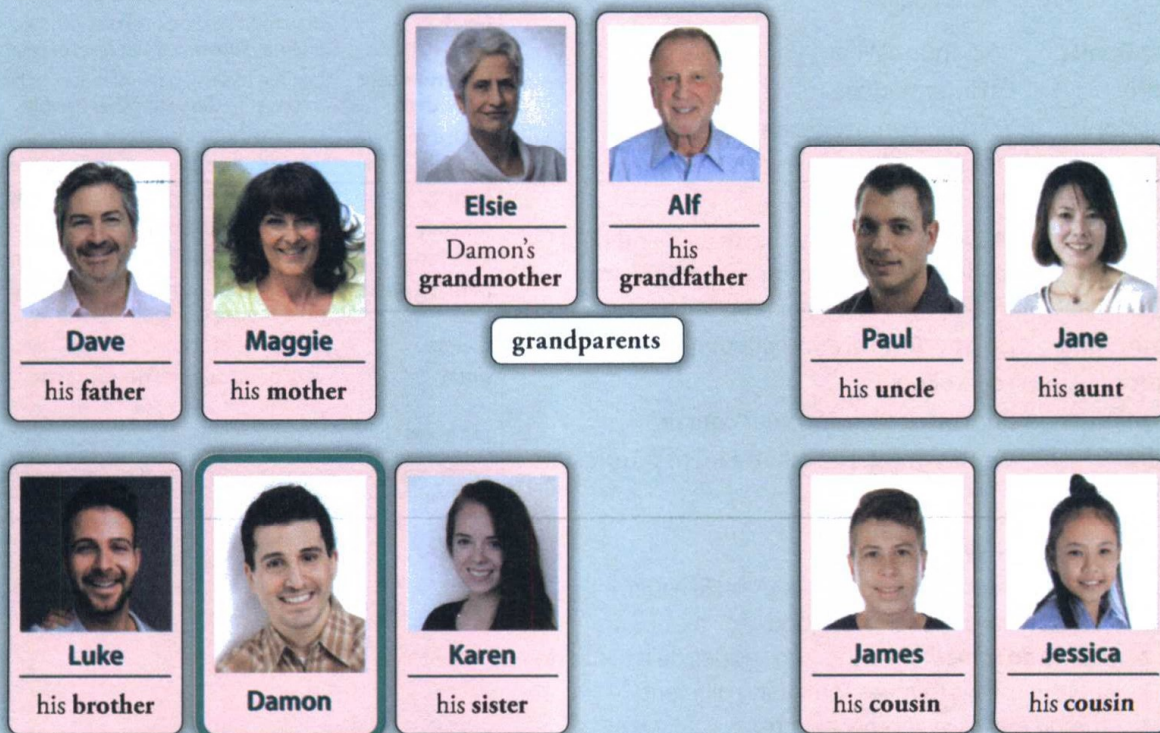 Elsie
Damon's
grandmother
Alf
his
grandfather
grandparents
Dave
his father
Maggie
his mother
Paul
his uncle
Jane
his aunt
Luke
his brother
Damon
Karen
his sister
James
his cousin
Jessica
his cousin